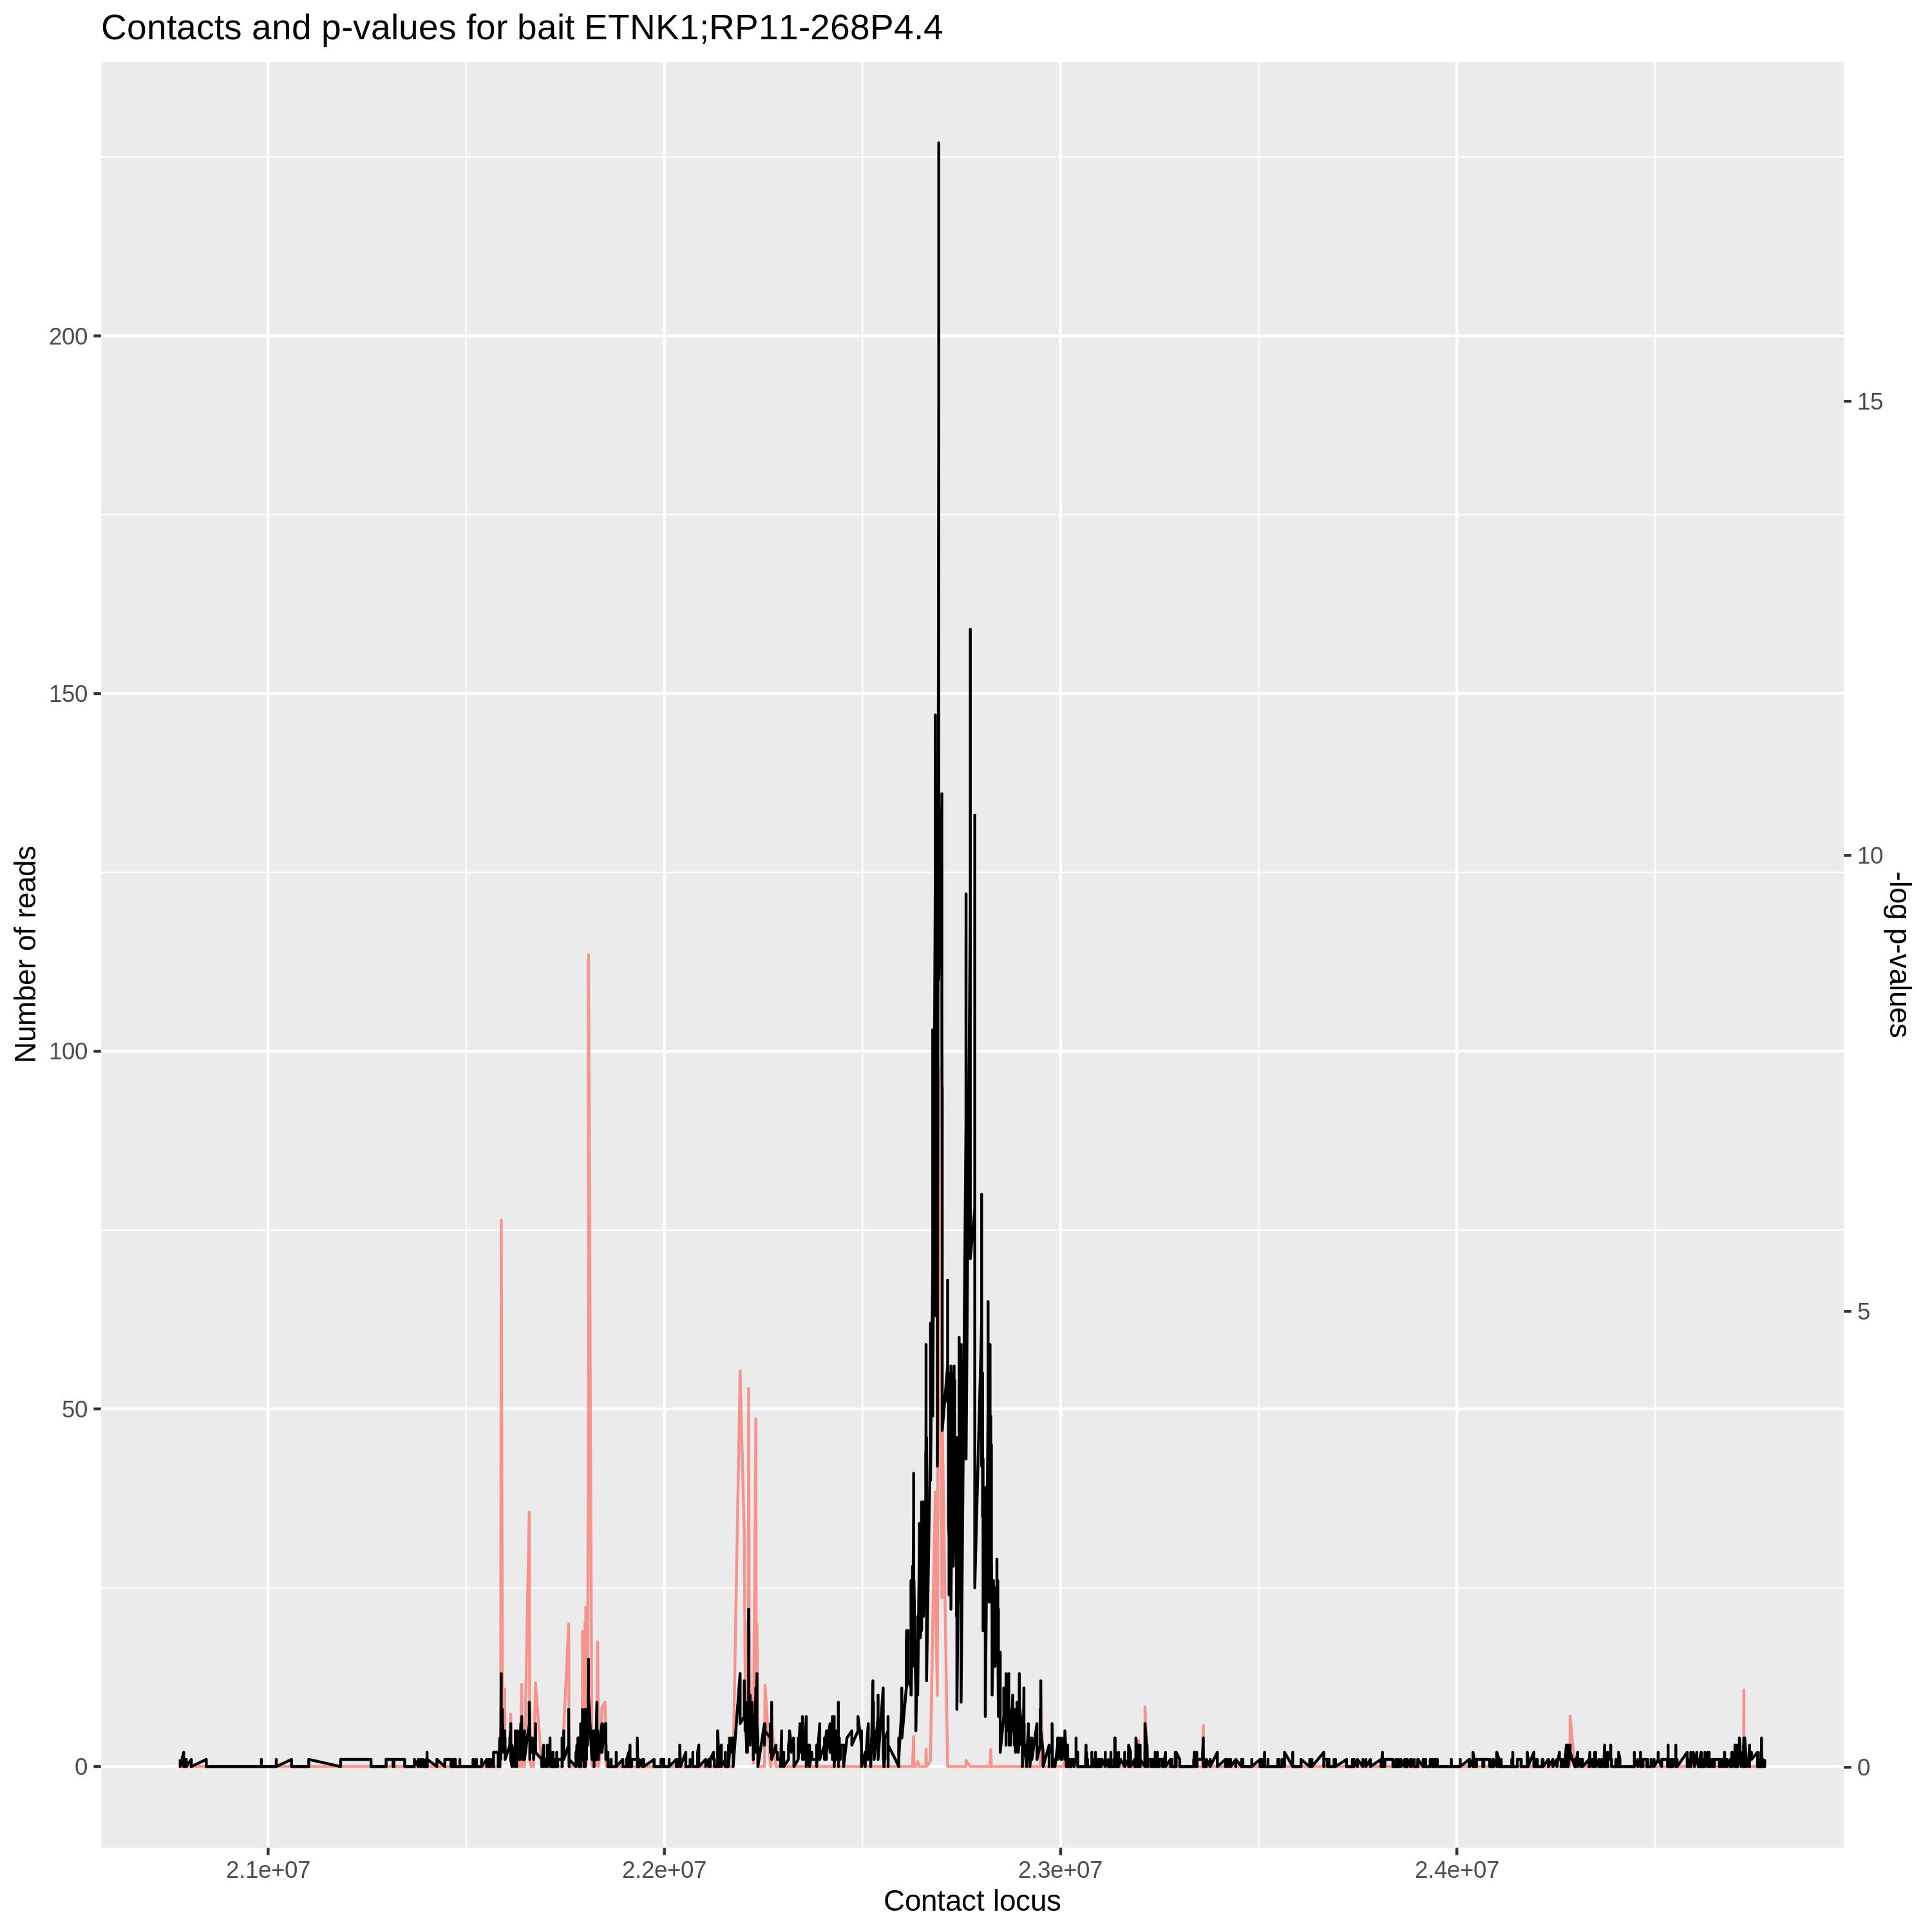 Contacts and p-values for bait ETNK1;RP11-268P4.4
Number of reads
200
150
100
50
0
15
10
5
0
-log p-values
2.1e+07 2.2e+07 2.3e+07 2.4e+07
Contact locus